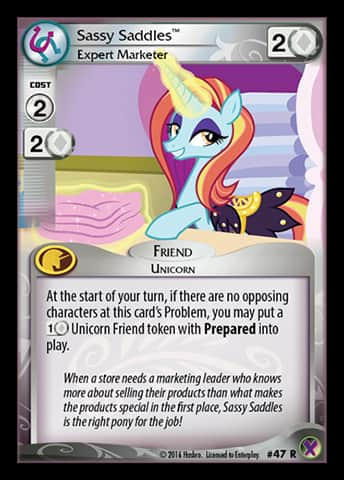 Sassy Saddles™
Expert Marketer
2
COST
2
2
FRIEND
UNICORN
At the start of your turn, if there are no opposing
characters at this card's Problem, you may put a
1 Unicorn Friend token with Prepared into
play.
When a store needs a marketing leader who knows
more about selling their products than what makes
the products special in the first place, Sassy Saddles
is the right pony for the job!
© 2016 Hasbro. Licensed to Enterplay. #47 R